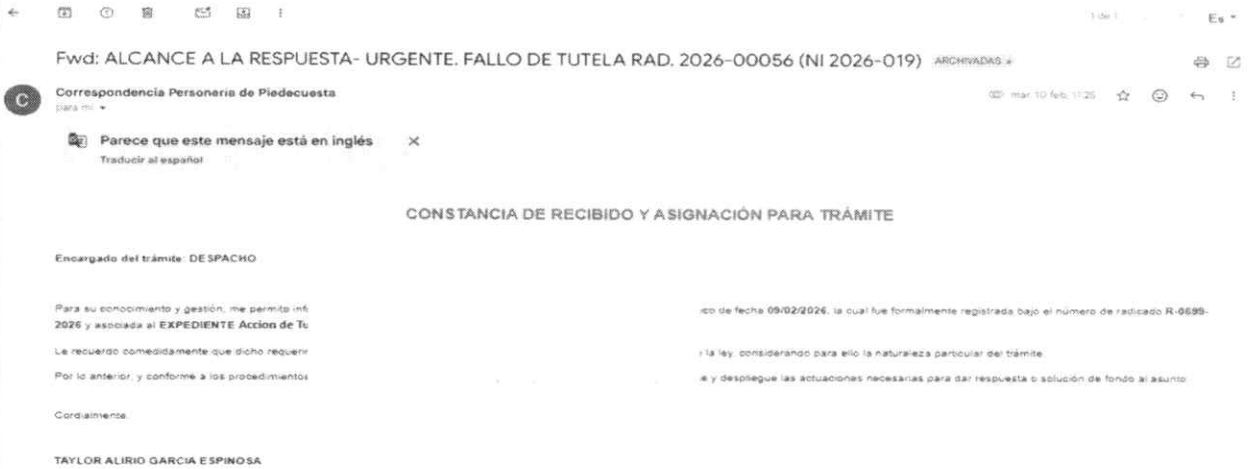 1 de 1
Es
Fwd: ALCANCE A LA RESPUESTA- URGENTE. FALLO DE TUTELA RAD. 2026-00056 (NI 2026-019) ARCHIVADAS x
C
Correspondencia Personeria de Piedecuesta
mar, 10 feb, 11:25
para mí
Parece que este mensaje está en inglés
Traducir al español
CONSTANCIA DE RECIBIDO Y ASIGNACIÓN PARA TRÁMITE
Encargado del trámite: DESPACHO
Para su conocimiento y gestión, me permito de fecha 09/02/2026, la cual fue formalmente registrada bajo el número de radicado R-0699-
2026 y asociada al EXPEDIENTE Accion de Tu
Le recuerdo comedidamente que dicho la ley, considerando para ello la naturaleza particular del trámite
Por lo anterior, y conforme a los procedimientos y despliegue las actuaciones necesarias para dar respuesta o solución de fondo al asunto
Cordialmente,
TAYLOR ALIRIO GARCIA ESPINOSA